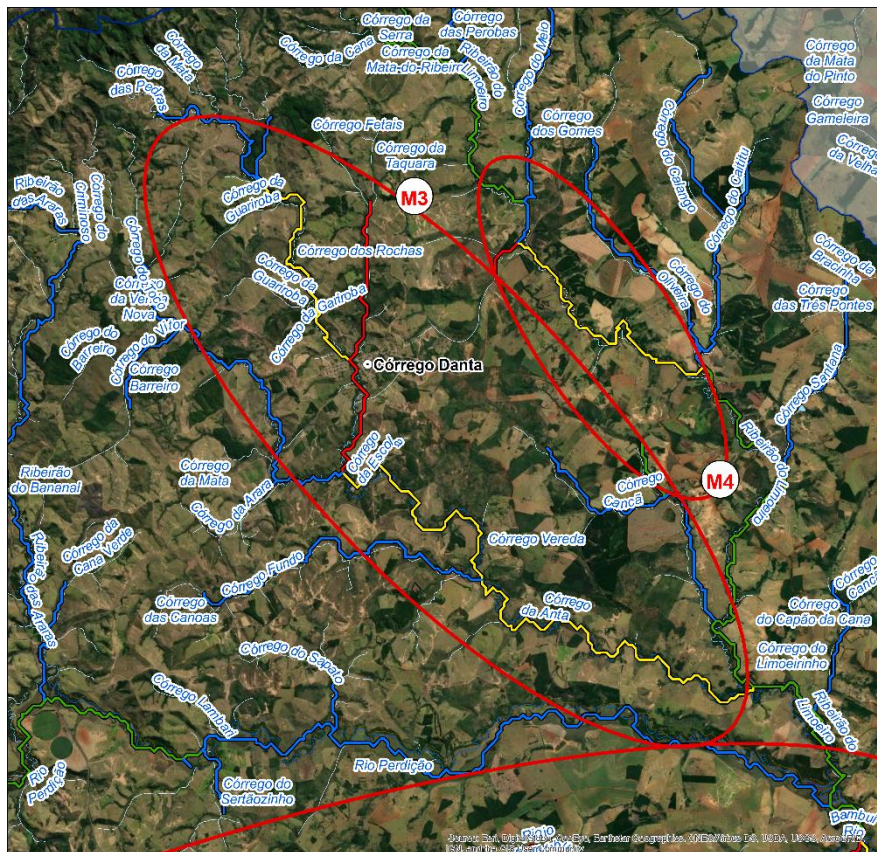 Córrego da
Serra
Córrego
das Perobas
Córrego
da Mata
Córrego da Cana
Córrego da
Mata-do-Ribeir
Ribeirão do
Limoeiro
Córrego do Meio
Córrego
da Mata
do Pinto
Córrego
das Pedras
Córrego Fetais
Córrego
dos Gomes
Córrego
Gameleira
Córrego do Calango
Córrego do Caititu
Córrego da
Taquara
Ribeirão
das Araras
Córrego do
Criminoso
Córrego da
Guariroba
M3
da Velha
Córrego dos Rochas
Córrego da
Guariroba
Córrego da Gariroba
Córrego do
Oliveira
Córrego da
Bracinha
Córrego
das Três Pontes
Nova
Córrego do
Barreiro
Córrego do Vitor
Córrego
Barreiro
Córrego Danta
Córrego Santana
Ribeirão do Limoeiro
Ribeirão
do Bananal
Córrego
da Mata
Córrego da Arara
Córrego
da Escola
Córrego
Cancã
M4
Córrego da
Cana Verde
Ribeirão
das Araras
Córrego Vereda
Córrego Fundo
Córrego
das Canoas
Córrego
da Anta
Córrego
Córrego
do Capão da Cana
Córrego do Sapato
Córrego do
Limoeirinho
Córrego Lambari
Ribeirão do
Limoeiro
Rio
Perdição
Rio Perdição
Córrego do
Sertãozinho
Bambuí
Rio